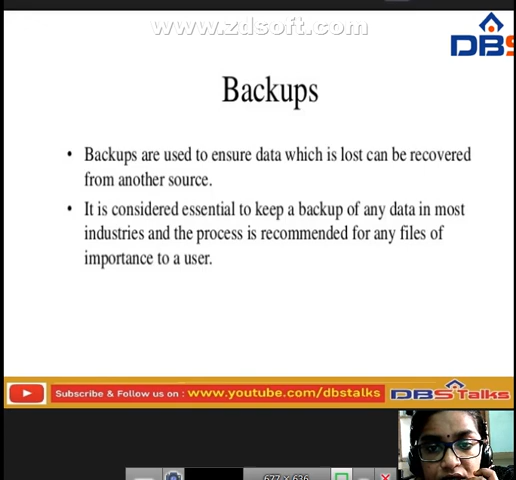 www.zdsoft.com
DBS
Backups
• Backups are used to ensure data which is lost can be recovered
from another source.
• It is considered essential to keep a backup of any data in most
industries and the process is recommended for any files of
importance to a user.
Subscribe & Follow us on : www.youtube.com/dbstalks
DBS Talks
677 × 636